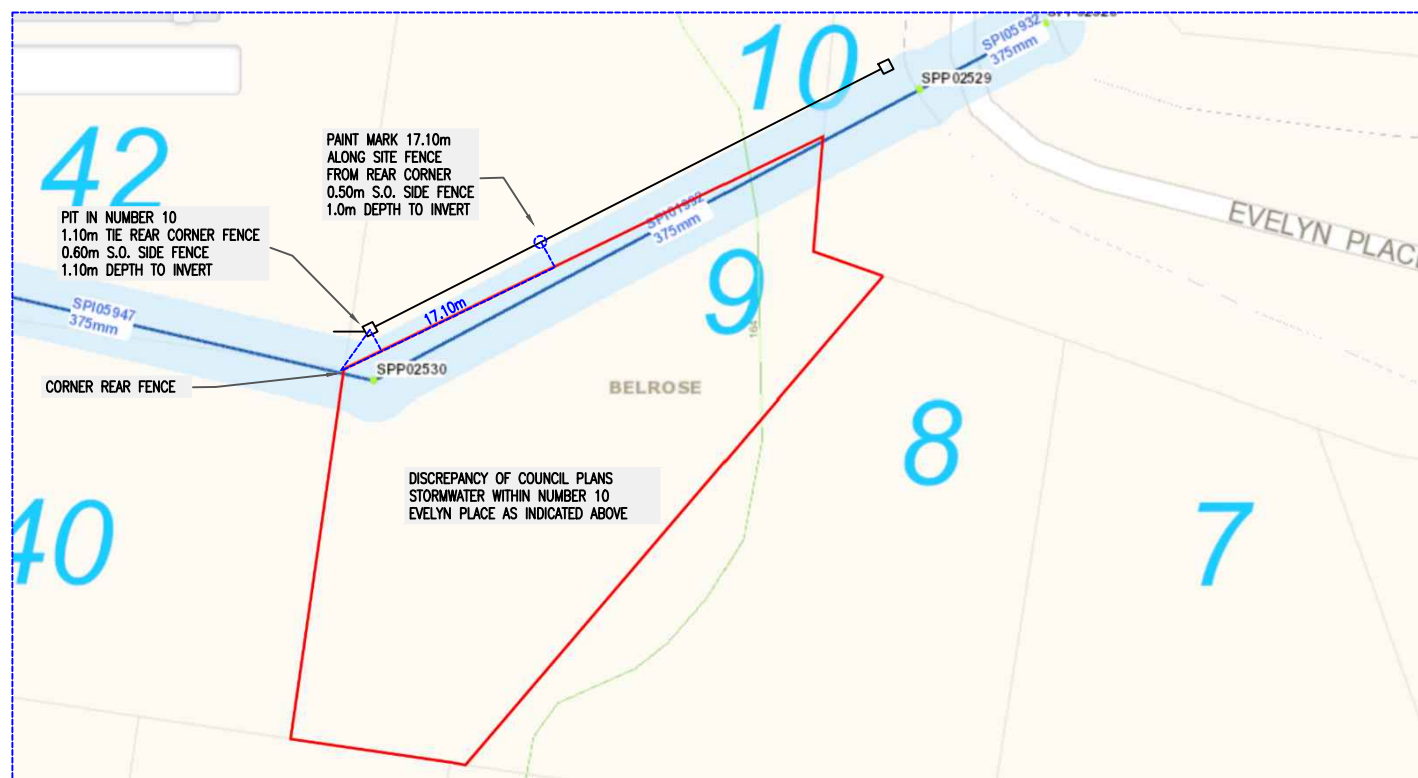 10
SPI05932
375mm
SPP02529
42
PAINT MARK 17.10m
ALONG SITE FENCE
FROM REAR CORNER
0.50m S.O. SIDE FENCE
1.0m DEPTH TO INVERT
PIT IN NUMBER 10
1.10m TIE REAR CORNER FENCE
0.60m S.O. SIDE FENCE
1.10m DEPTH TO INVERT
375mm
EVELYN PLACE
9
SPI05947
375mm
17.10m
164
SPP02530
CORNER REAR FENCE
BELROSE
8
DISCREPANCY OF COUNCIL PLANS
STORMWATER WITHIN NUMBER 10
EVELYN PLACE AS INDICATED ABOVE
40
7